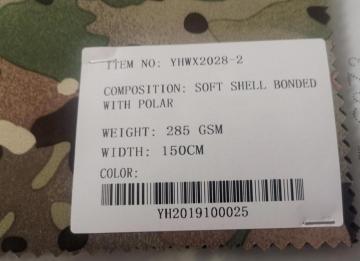 ITEM NO: YHWX2028-2
COMPOSITION: SOFT SHELL BONDED
WITH POLAR
WEIGHT: 285 GSM
WIDTH: 150CM
COLOR:
YH2019100025